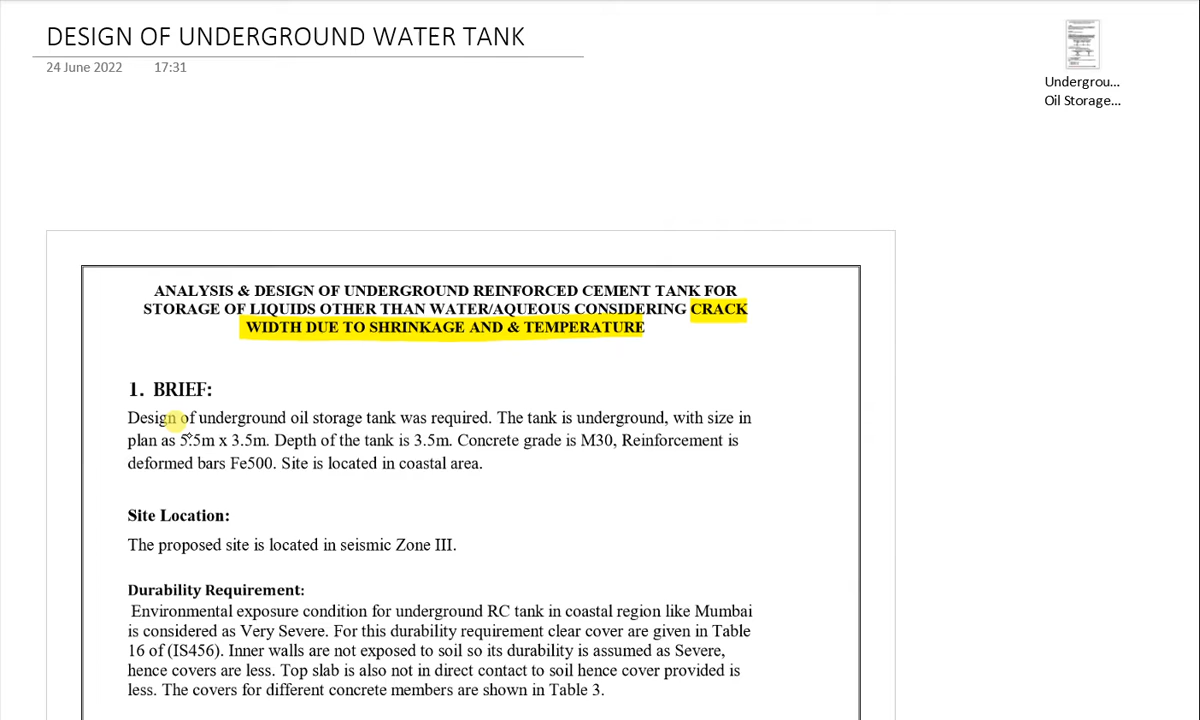 DESIGN OF UNDERGROUND WATER TANK
24 June 2022 17:31
Undergrou...
Oil Storage...
ANALYSIS & DESIGN OF UNDERGROUND REINFORCED CEMENT TANK FOR
STORAGE OF LIQUIDS OTHER THAN WATER/AQUEOUS CONSIDERING CRACK
WIDTH DUE TO SHRINKAGE AND & TEMPERATURE
1. BRIEF:
Design of underground oil storage tank was required. The tank is underground, with size in
plan as 5.5m x 3.5m. Depth of the tank is 3.5m. Concrete grade is M30, Reinforcement is
deformed bars Fe500. Site is located in coastal area.
Site Location:
The proposed site is located in seismic Zone III.
Durability Requirement:
Environmental exposure condition for underground RC tank in coastal region like Mumbai
is considered as Very Severe. For this durability requirement clear cover are given in Table
16 of (IS456). Inner walls are not exposed to soil so its durability is assumed as Severe,
hence covers are less. Top slab is also not in direct contact to soil hence cover provided is
less. The covers for different concrete members are shown in Table 3.